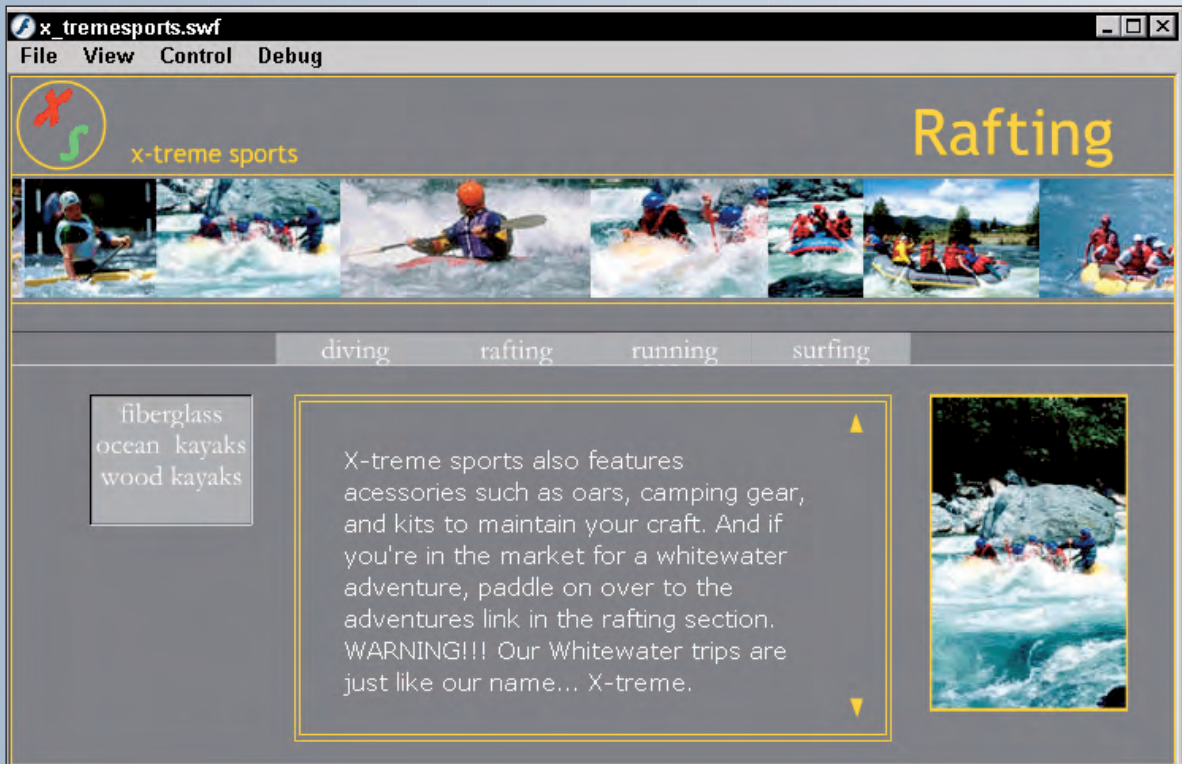 x_tremesports.swf
File View Control Debug
XS
x-treme sports
Rafting
diving rafting running surfing
fiberglass
ocean kayaks
wood kayaks
X-treme sports also features
acessories such as oars, camping gear,
and kits to maintain your craft. And if
you're in the market for a whitewater
adventure, paddle on over to the
adventures link in the rafting section.
WARNING!!! Our Whitewater trips are
just like our name... X-treme.